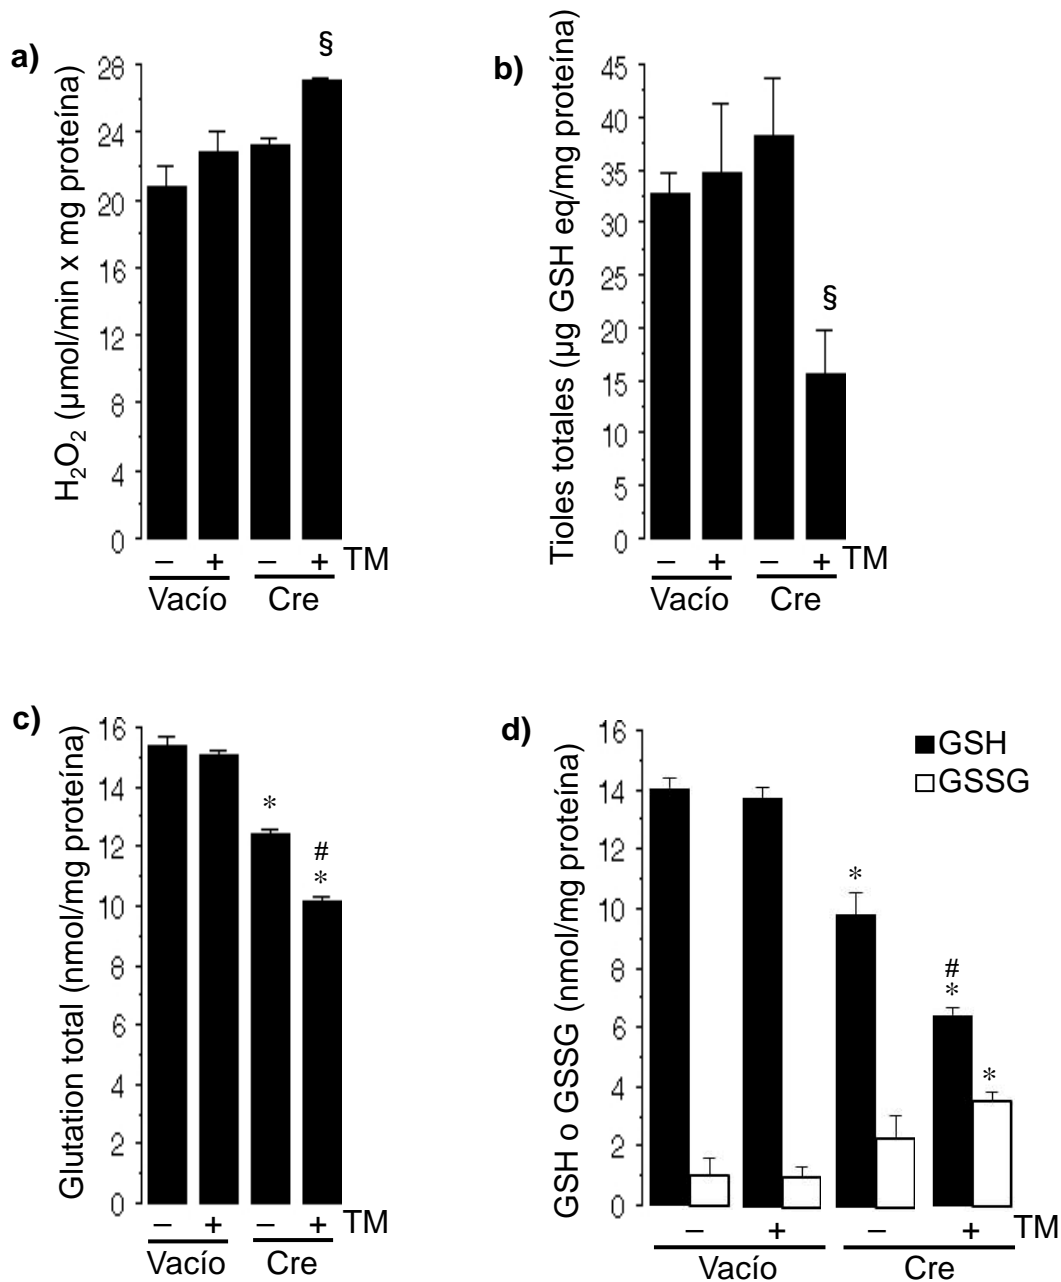 a)
H₂O₂ (μmol/min x mg proteína)
28
24
20
16
12
8
4
0
§
– + – + TM
Vacío Cre
b)
Tioles totales (μg GSH eq/mg proteína)
45
40
35
30
25
20
15
10
5
0
§
– + – + TM
Vacío Cre
c)
Glutation total (nmol/mg proteína)
16
14
12
10
8
6
4
2
0
*
#
*
– + – + TM
Vacío Cre
d)
GSH o GSSG (nmol/mg proteína)
16
14
12
10
8
6
4
2
0
GSH
GSSG
*
#
*
*
– + – + TM
Vacío Cre